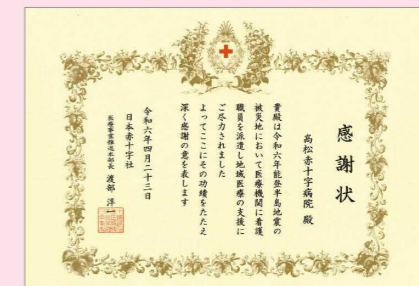 感謝状
高松赤十字病院 殿
貴殿は令和六年能登半島地震の
被災地において医療機関に看護
職員を派遣し地域医療の支援に
ご尽力されました
よってここにその功績をたたえ
深く感謝の意を表します
令和六年四月二十三日
日本赤十字社
医療事業推進本部長 渡部 洋一